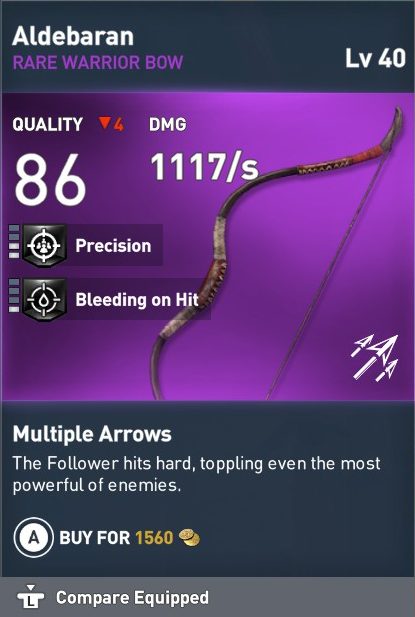 Aldebaran
RARE WARRIOR BOW
Lv 40
QUALITY ▼4 DMG
86 1117/s
Precision
Bleeding on Hit
Multiple Arrows
The Follower hits hard, toppling even the most
powerful of enemies.
A BUY FOR 1560
L Compare Equipped